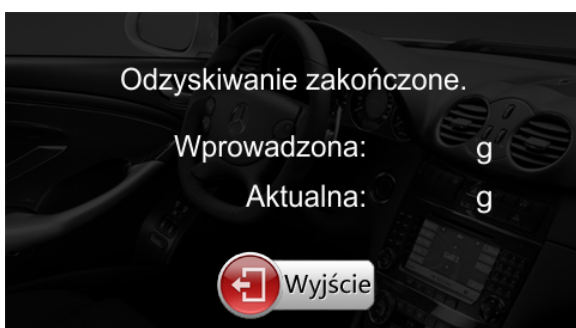 Odzyskiwanie zakończone.
Wprowadzona: g
Aktualna: g
Wyjście